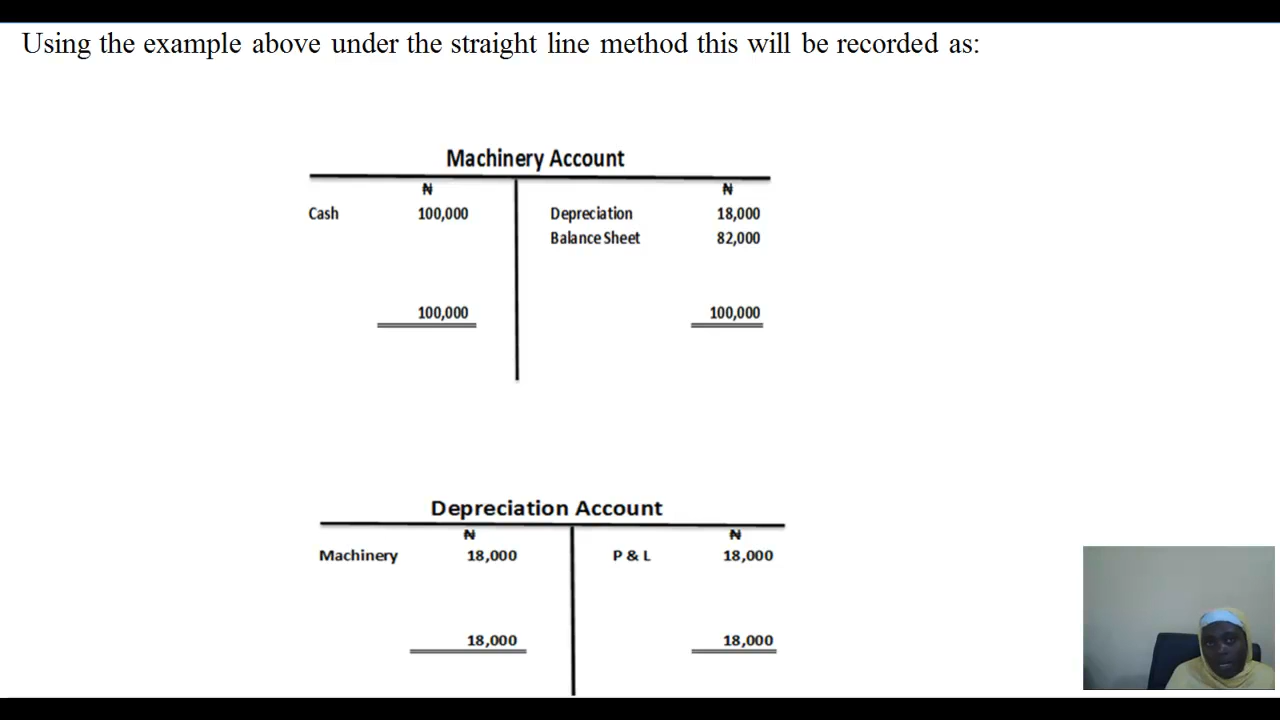 Using the example above under the straight line method this will be recorded as:
Machinery Account
₦ ₦
Cash 100,000 Depreciation 18,000
Balance Sheet 82,000
100,000 100,000
Depreciation Account
₦ ₦
Machinery 18,000 P & L 18,000
18,000 18,000